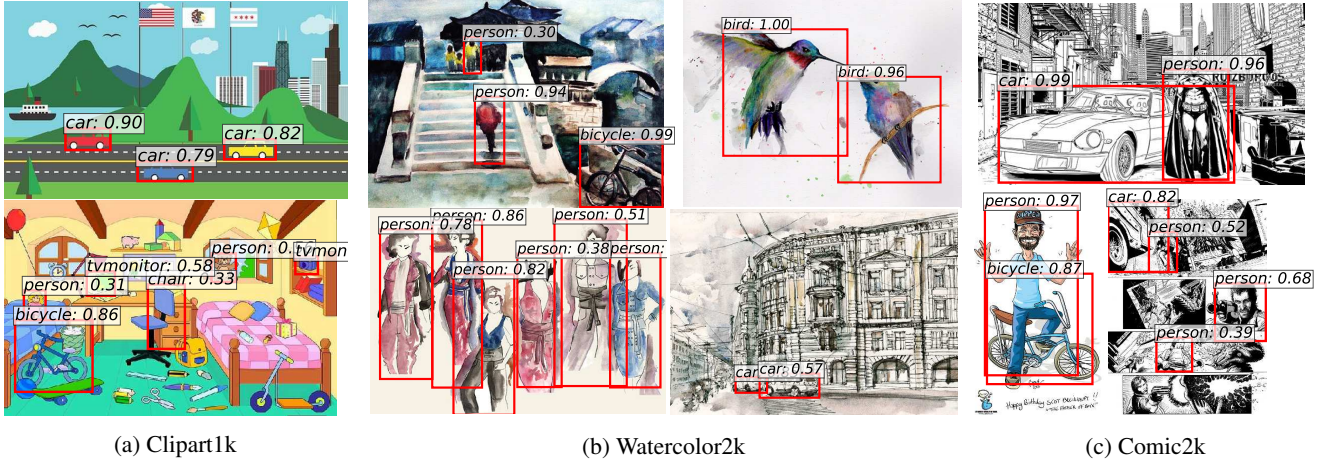 car: 0.90
car: 0.82
car: 0.79
person: 0.
tvmon
tvmonitor: 0.58
chair: 0.33
person: 0.31
bicycle: 0.86
(a) Clipart1k
person: 0.30
person: 0.94
bicycle: 0.99
bird: 1.00
bird: 0.96
person: 0.86
person: 0.51
person: 0.78
person: 0.38
person:
person: 0.82
car
car: 0.57
(b) Watercolor2k
person: 0.96
car: 0.99
person: 0.97
car: 0.82
person: 0.52
bicycle: 0.87
person: 0.68
person: 0.39
Happy Birthday
(c) Comic2k